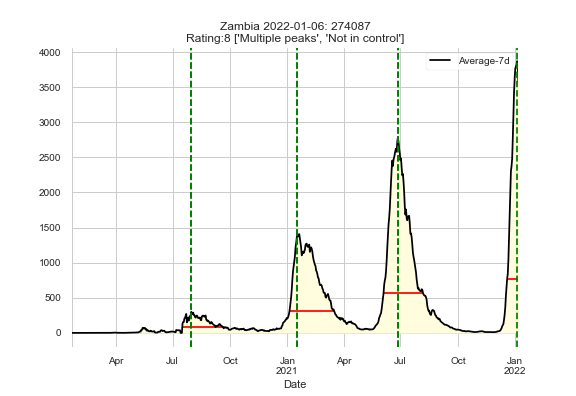 Zambia 2022-01-06: 274087
Rating:8 ['Multiple peaks', 'Not in control']
Average-7d
4000
3500
3000
2500
2000
1500
1000
500
0
Apr Jul Oct Jan Apr Jul Oct Jan
2021 2022
Date